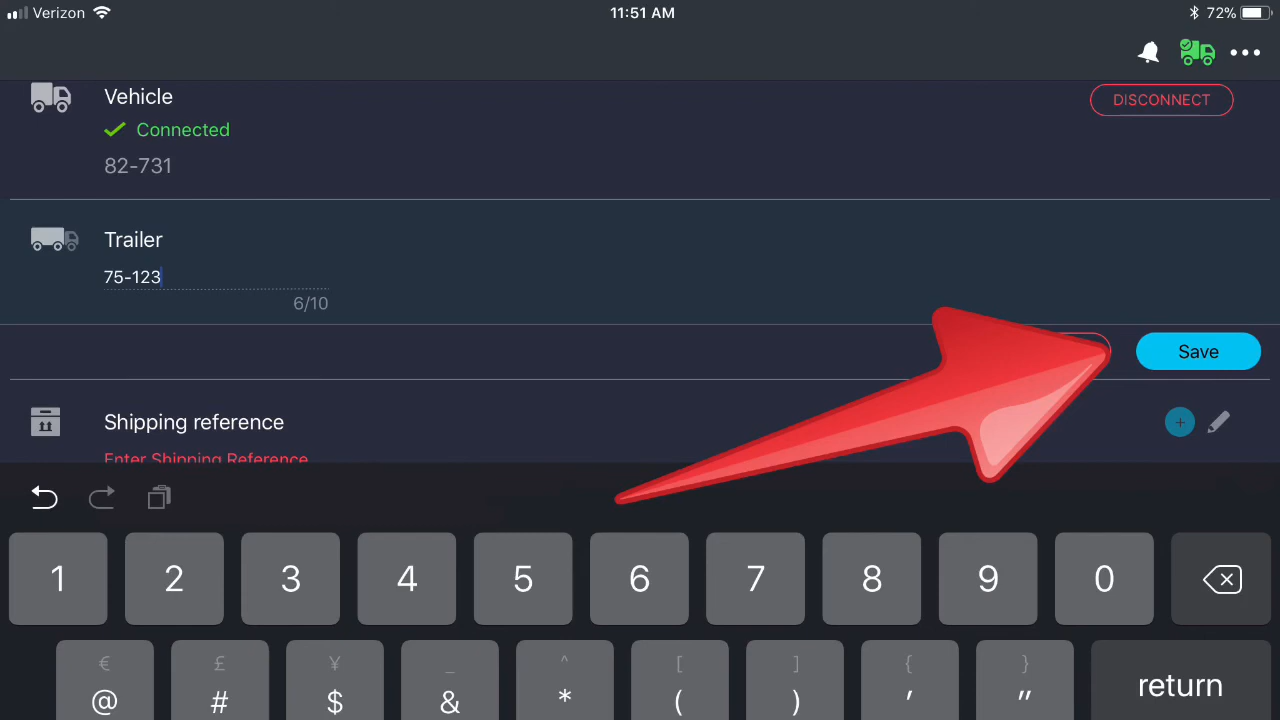 Verizon 11:51 AM 72%
Vehicle DISCONNECT
Connected
82-731
Trailer
75-123
6/10
Save
Shipping reference +
Enter Shipping Reference
1 2 3 4 5 6 7 8 9 0
€ £ ¥ _ ^ [ ] { }
@ # $ & * ( ) ' " return